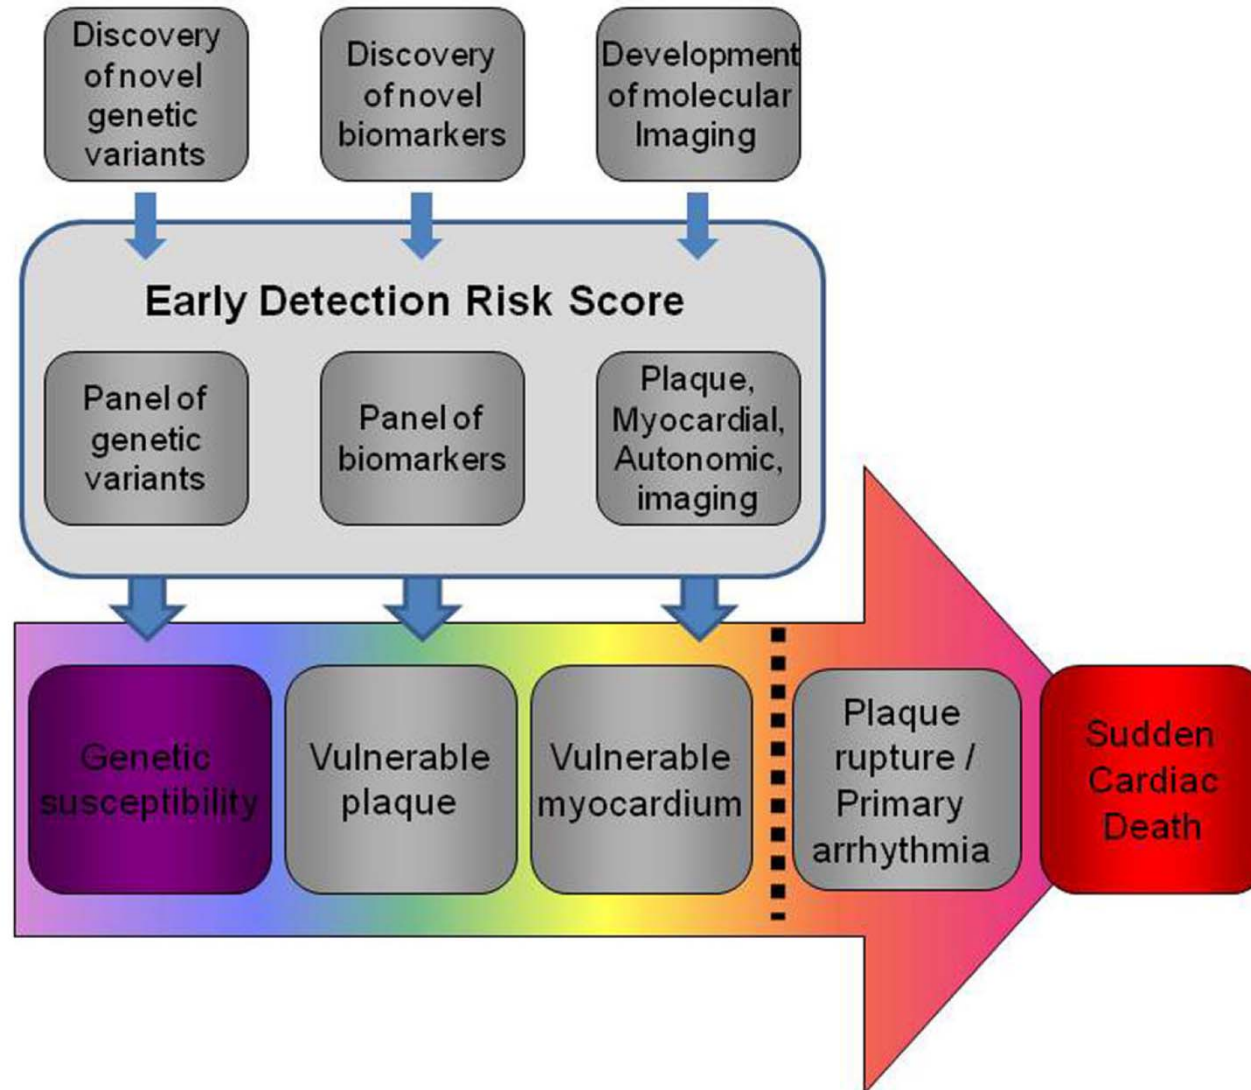 Discovery
of novel
genetic
variants
Discovery
of novel
biomarkers
Development
of molecular
Imaging
Early Detection Risk Score
Panel of
genetic
variants
Panel of
biomarkers
Plaque,
Myocardial,
Autonomic,
imaging
Genetic
susceptibility
Vulnerable
plaque
Vulnerable
myocardium
Plaque
rupture /
Primary
arrhythmia
Sudden
Cardiac
Death